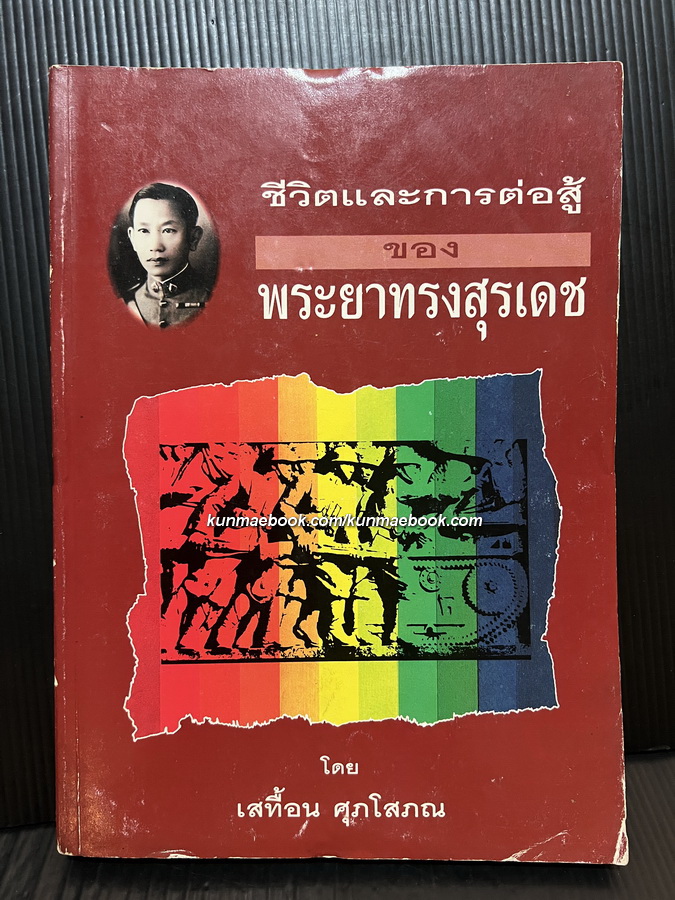 ชีวิตและการต่อสู้
ของ
พระยาทรงสุรเดช
kunmaebook.com/kunmaebook.com
โดย
เสทื้อน ศุภโสภณ